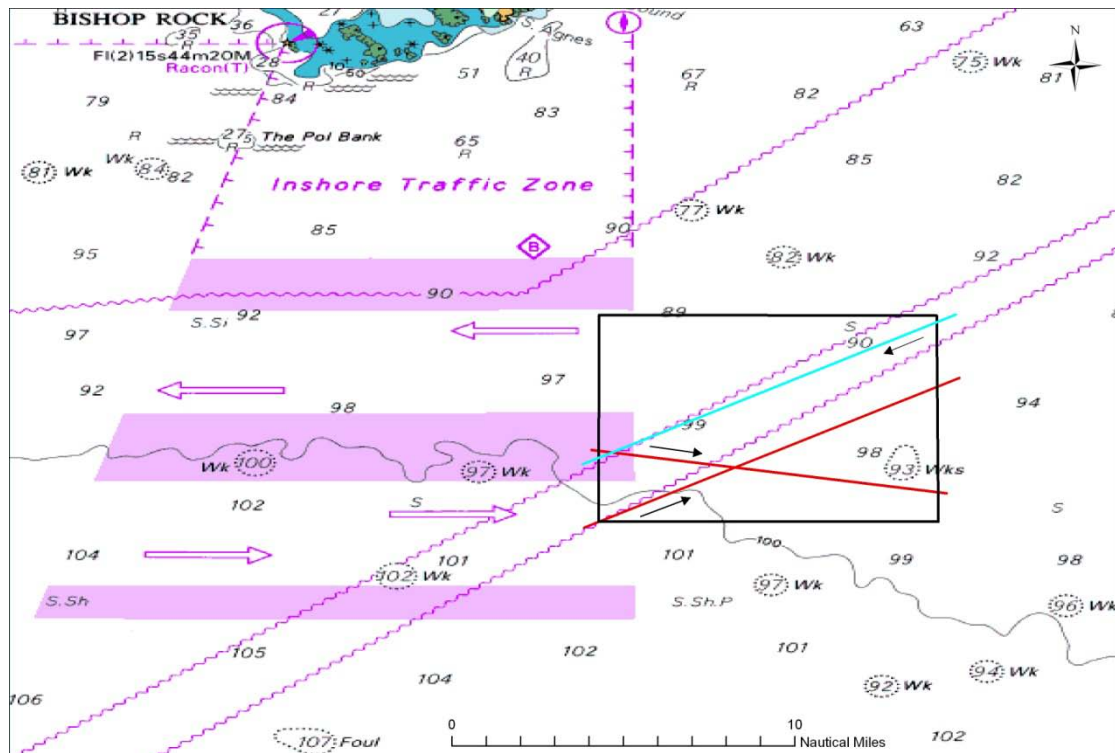 BISHOP ROCK
36
21
S. Agnes
ound
63
N
35
R
Fl(2)15s44m20M
Racon(T)
28
10
50
R
40
R
51
67
R
75 Wk
81
79
84
82
83
R
27₅ The Pol Bank
65
R
85
81 Wk
Wk 84
82
Inshore Traffic Zone
82
77 Wk
85
90
95
B
82 Wk
92
90
92
S.Si
89
97
S
90
97
92
98
94
99
98
Wk 100
97 Wk
93 Wks
102
S
S
100
104
101
101
99
98
102 Wk
97 Wk
S.Sh
S.Sh.P
96 Wk
105
102
101
104
94 Wk
92 Wk
106
107 Foul
0
10
Nautical Miles
102